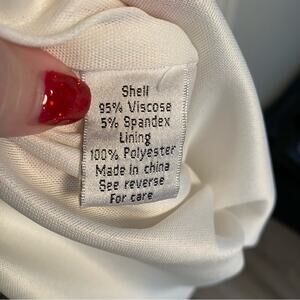 Shell
95% Viscose
5% Spandex
Lining
100% Polyester
Made in china
See reverse
For care